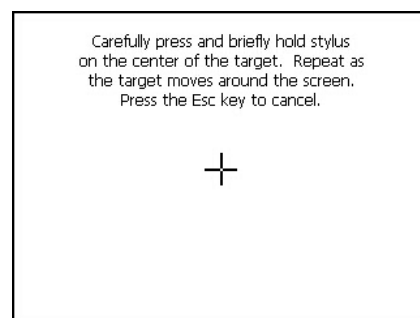 Carefully press and briefly hold stylus
on the center of the target.  Repeat as
the target moves around the screen.
Press the Esc key to cancel.